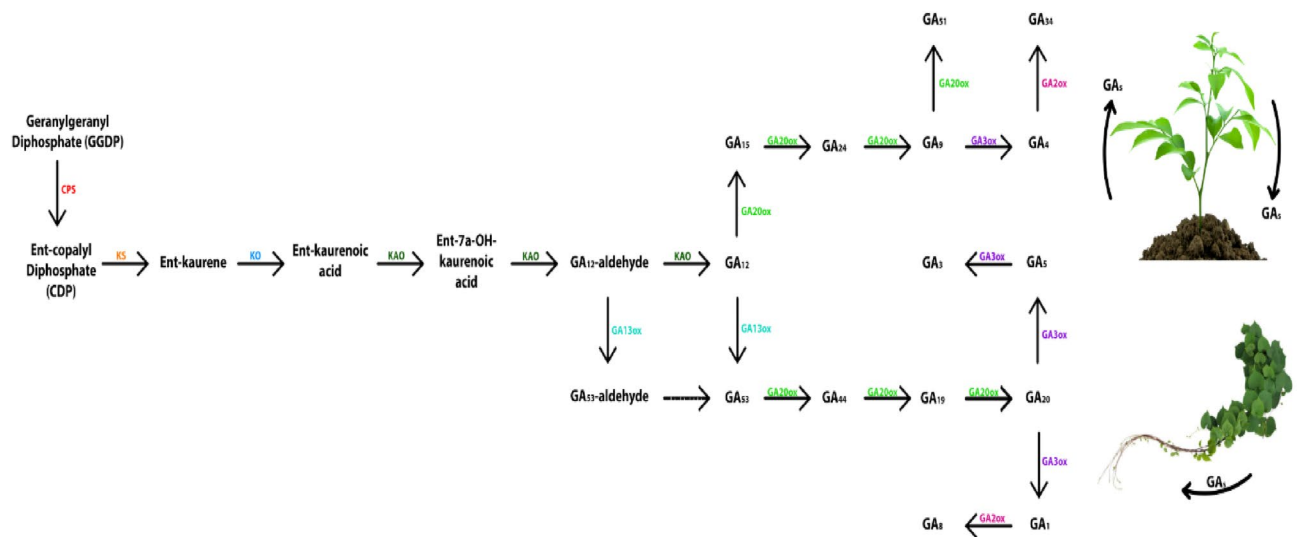 GA51
GA34
GA20ox
GA2ox
GAs
Geranylgeranyl
Diphosphate (GGDP)
GA15
GA20ox
GA24
GA20ox
GA9
GA3ox
GA4
CPS
GA20ox
GAs
Ent-copalyl
Diphosphate
(CDP)
KS
Ent-kaurene
KO
Ent-kaurenoic
acid
KAO
Ent-7a-OH-
kaurenoic
acid
KAO
GA12-aldehyde
KAO
GA12
GA3
GA3ox
GA5
GA13ox
GA13ox
GA3ox
GA53-aldehyde
GA53
GA20ox
GA44
GA20ox
GA19
GA20ox
GA20
GA3ox
GAs
GA8
GA2ox
GA1